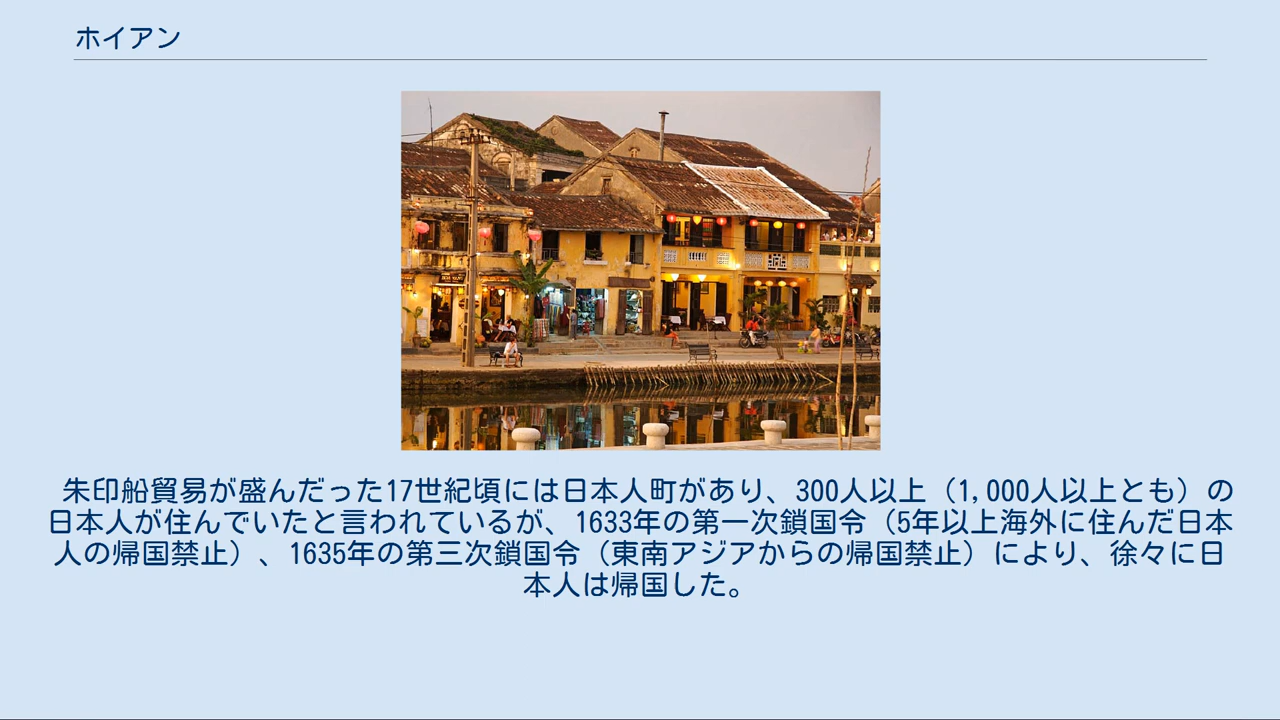 ホイアン
朱印船貿易が盛んだった17世紀頃には日本人町があり、300人以上（1,000人以上とも）の
日本人が住んでいたと言われているが、1633年の第一次鎖国令（5年以上海外に住んだ日本
人の帰国禁止）、1635年の第三次鎖国令（東南アジアからの帰国禁止）により、徐々に日
本人は帰国した。